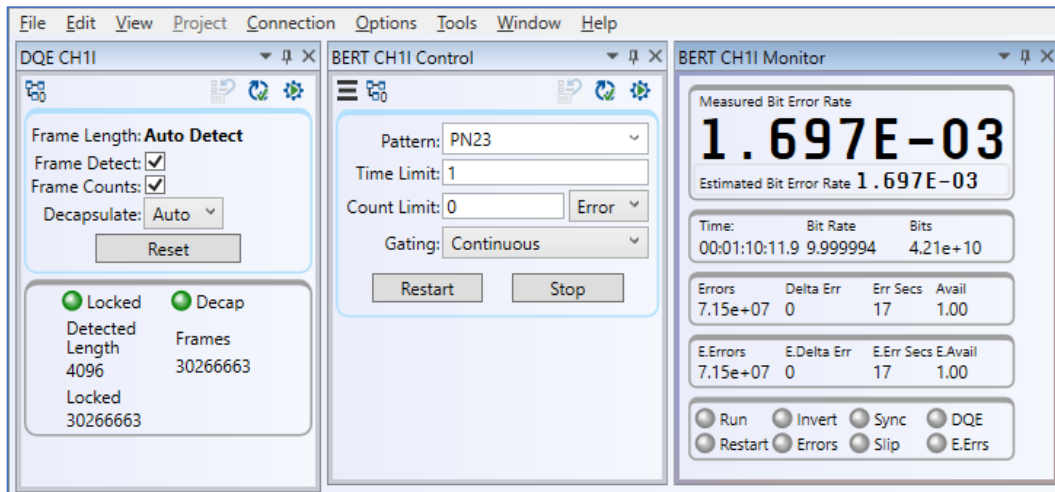 File Edit View Project Connection Options Tools Window Help
DQE CH1I
Frame Length: Auto Detect
Frame Detect:
Frame Counts:
Decapsulate: Auto
Reset
Locked Decap
Detected Length
4096
Frames
30266663
Locked
30266663
BERT CH1I Control
Pattern: PN23
Time Limit: 1
Count Limit: 0 Error
Gating: Continuous
Restart Stop
BERT CH1I Monitor
Measured Bit Error Rate
1.697E-03
Estimated Bit Error Rate 1.697E-03
Time: Bit Rate Bits
00:01:10:11.9 9.999994 4.21e+10
Errors Delta Err Err Secs Avail
7.15e+07 0 17 1.00
E.Errors E.Delta Err E.Err Secs E.Avail
7.15e+07 0 17 1.00
Run Invert Sync DQE
Restart Errors Slip E.Errs